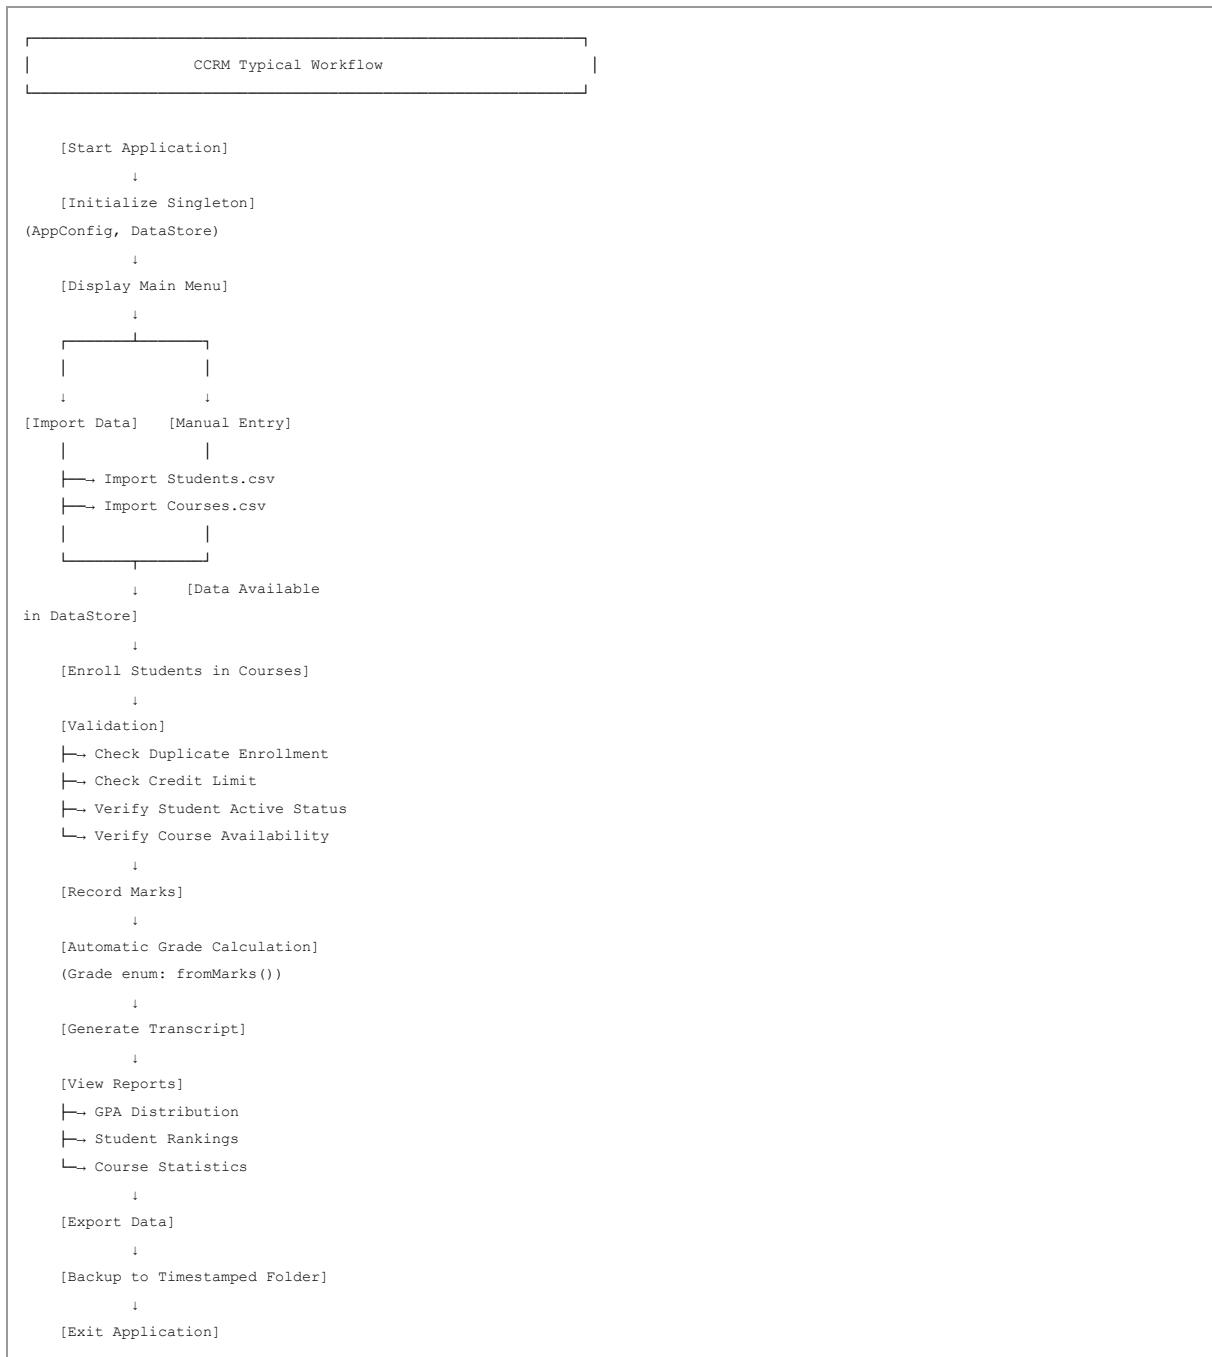 CCRM Typical Workflow
[Start Application]
↓
[Initialize Singleton]
(AppConfig, DataStore)
↓
[Display Main Menu]
↓
↓ ↓
[Import Data] [Manual Entry]
├──→ Import Students.csv
├──→ Import Courses.csv
↓ [Data Available
in DataStore]
↓
[Enroll Students in Courses]
↓
[Validation]
├─→ Check Duplicate Enrollment
├─→ Check Credit Limit
├─→ Verify Student Active Status
└─→ Verify Course Availability
↓
[Record Marks]
↓
[Automatic Grade Calculation]
(Grade enum: fromMarks())
↓
[Generate Transcript]
↓
[View Reports]
├─→ GPA Distribution
├─→ Student Rankings
└─→ Course Statistics
↓
[Export Data]
↓
[Backup to Timestamped Folder]
↓
[Exit Application]